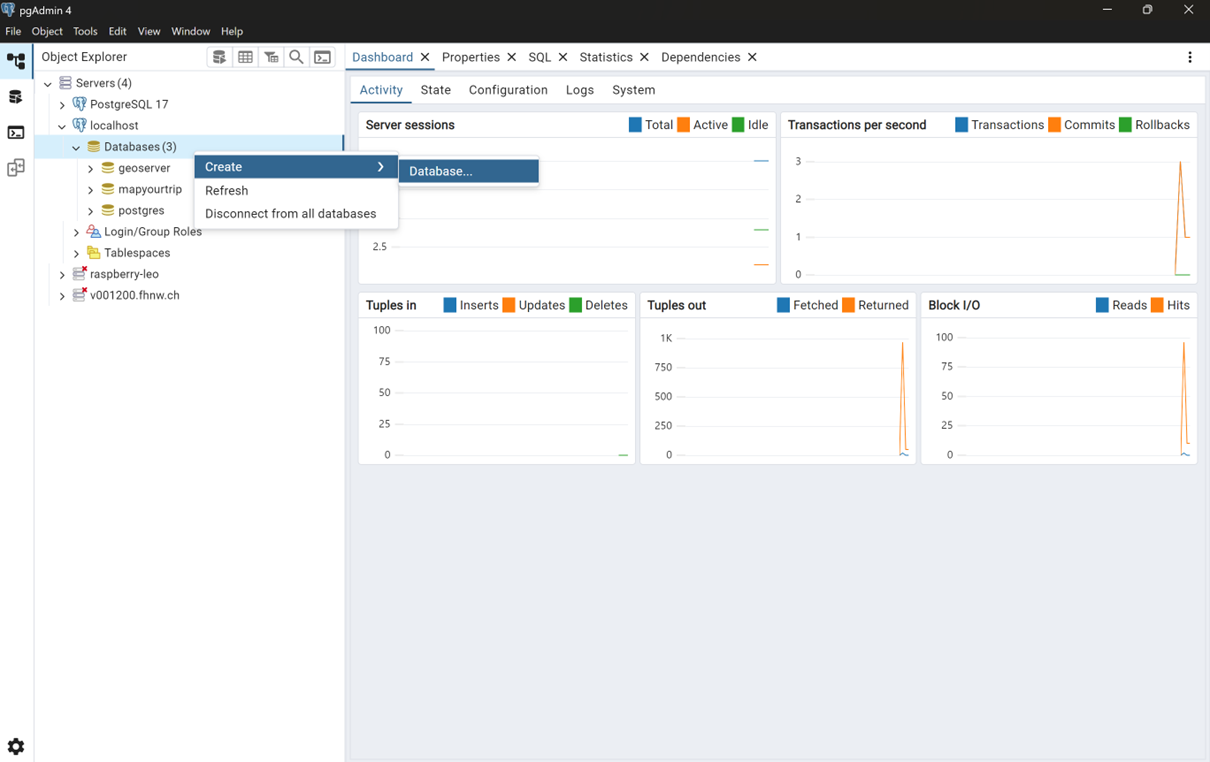 pgAdmin 4
File Object Tools Edit View Window Help
Object Explorer
Servers (4)
PostgreSQL 17
localhost
Databases (3)
geoserver
mapyourtrip
postgres
Login/Group Roles
Tablespaces
raspberry-leo
v001200.fhnw.ch
Create
Refresh
Disconnect from all databases
Database...
Dashboard Properties SQL Statistics Dependencies
Activity State Configuration Logs System
Server sessions Total Active Idle
2.5
Transactions per second Transactions Commits Rollbacks
3
2
1
0
Tuples in Inserts Updates Deletes
100
75
50
25
0
Tuples out Fetched Returned
1K
750
500
250
0
Block I/O Reads Hits
100
75
50
25
0